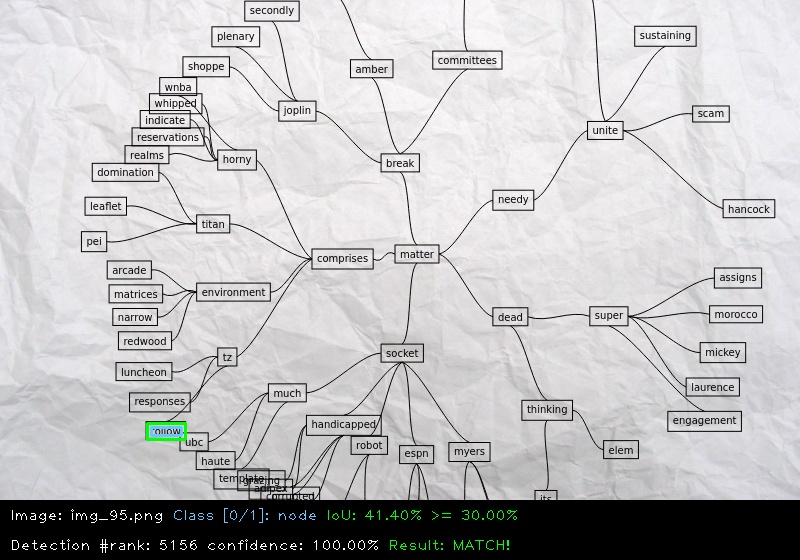 secondly
plenary
sustaining
committees
shoppe
amber
wnba
whipped
joplin
scam
indicate
unite
reservations
realms
horny
break
domination
needy
leaflet
hancock
titan
pei
matter
comprises
arcade
assigns
matrices
environment
narrow
dead
super
morocco
redwood
tz
socket
mickey
luncheon
much
laurence
responses
thinking
handicapped
engagement
follow
ubc
robot
espn
myers
elem
haute
template
grazing
adipex
corrupted
its
Image: img_95.png Class [0/1]: node IoU: 41.40% >= 30.00%
Detection #rank: 5156 confidence: 100.00% Result: MATCH!